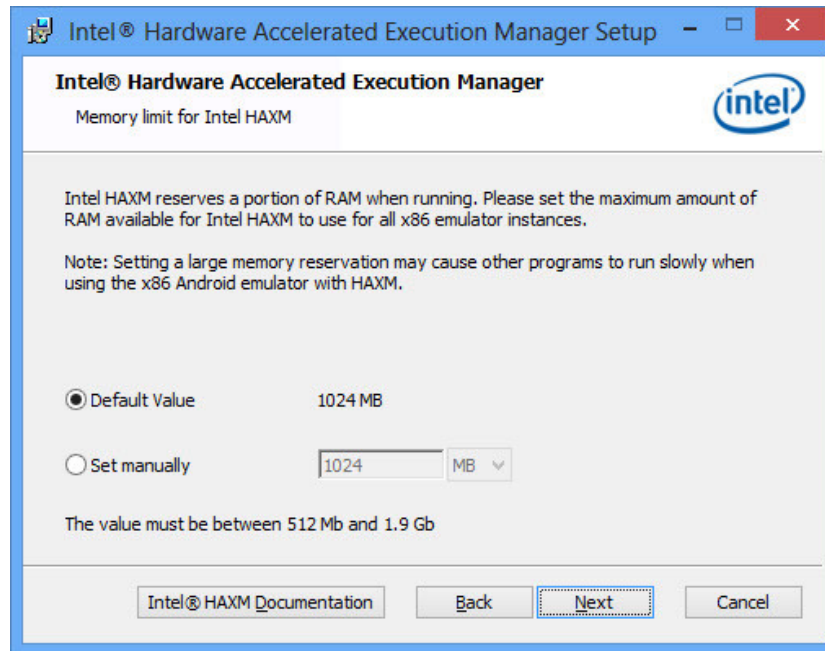 Intel® Hardware Accelerated Execution Manager Setup
Intel® Hardware Accelerated Execution Manager
Memory limit for Intel HAXM
intel
Intel HAXM reserves a portion of RAM when running. Please set the maximum amount of
RAM available for Intel HAXM to use for all x86 emulator instances.
Note: Setting a large memory reservation may cause other programs to run slowly when
using the x86 Android emulator with HAXM.
Default Value 1024 MB
Set manually 1024 MB
The value must be between 512 Mb and 1.9 Gb
Intel® HAXM Documentation Back Next Cancel